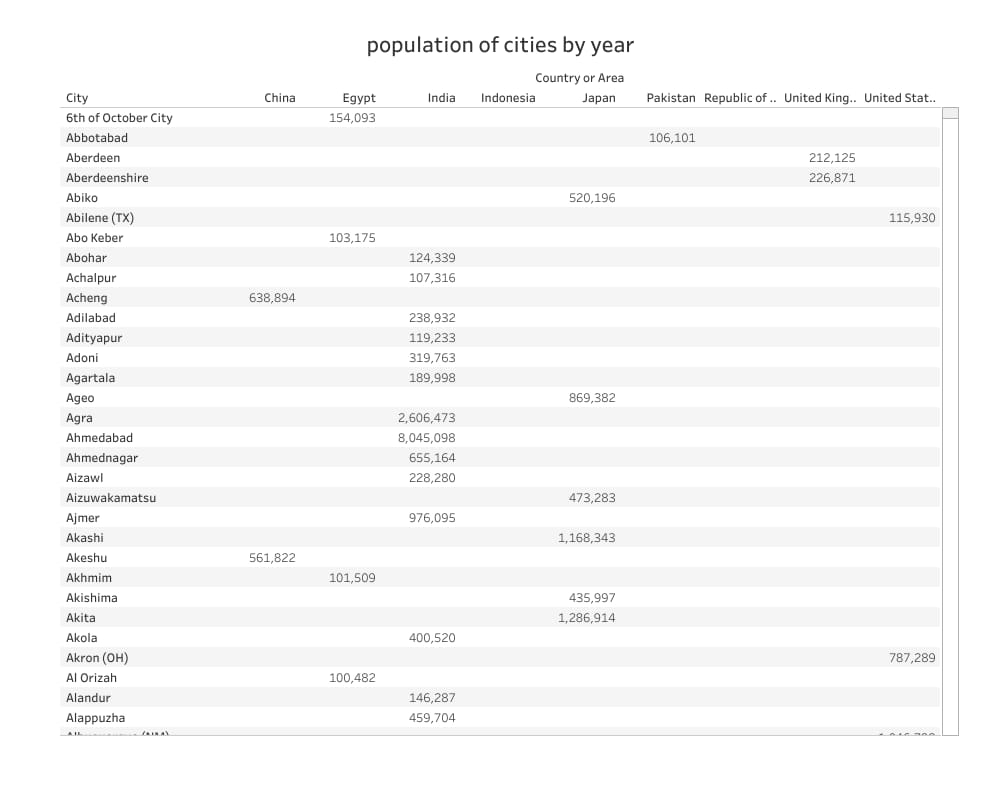 population of cities by year
Country or Area
City China Egypt India Indonesia Japan Pakistan Republic of .. United King.. United Stat..
6th of October City 154,093
Abbotabad 106,101
Aberdeen 212,125
Aberdeenshire 226,871
Abiko 520,196
Abilene (TX) 115,930
Abo Keber 103,175
Abohar 124,339
Achalpur 107,316
Acheng 638,894
Adilabad 238,932
Adityapur 119,233
Adoni 319,763
Agartala 189,998
Ageo 869,382
Agra 2,606,473
Ahmedabad 8,045,098
Ahmednagar 655,164
Aizawl 228,280
Aizuwakamatsu 473,283
Ajmer 976,095
Akashi 1,168,343
Akeshu 561,822
Akhmim 101,509
Akishima 435,997
Akita 1,286,914
Akola 400,520
Akron (OH) 787,289
Al Orizah 100,482
Alandur 146,287
Alappuzha 459,704